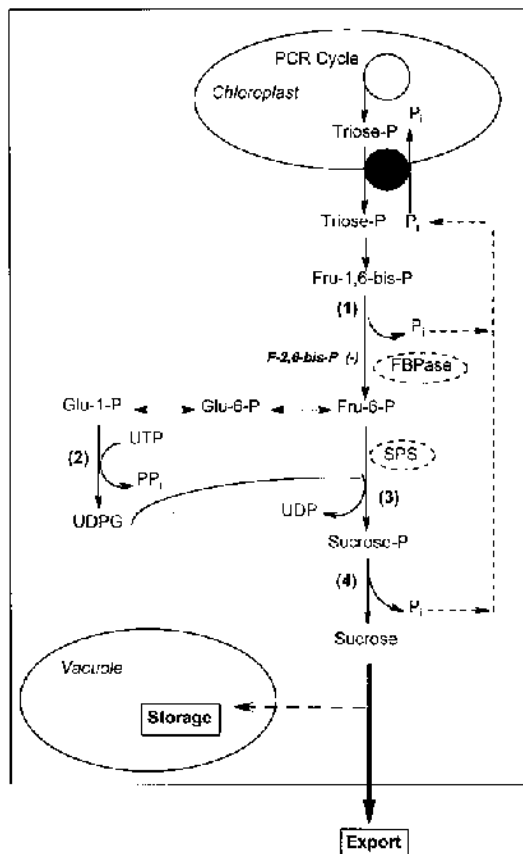 PCR Cycle
Chloroplast
Pi
Triose-P
Triose-P
Pi
Fru-1,6-bis-P
(1)
Pi
F-2,6-bis-P (-)
FBPase
Glu-1-P
Glu-6-P
Fru-6-P
UTP
(2)
SPS
PPi
(3)
UDPG
UDP
Sucrose-P
(4)
Pi
Sucrose
Vacuole
Storage
Export